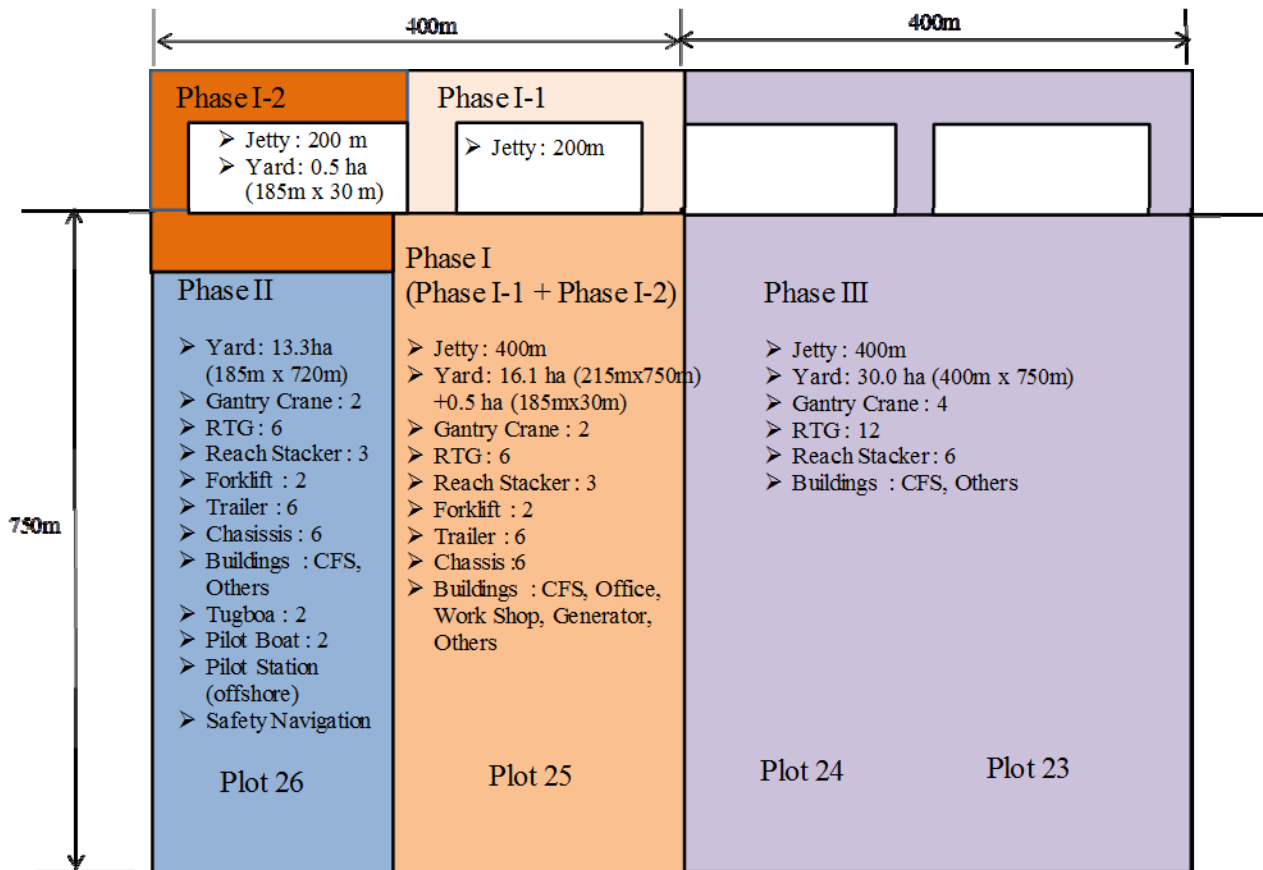 400m
400m
Phase I-2
➢ Jetty : 200 m
➢ Yard: 0.5 ha
(185m x 30 m)
Phase I-1
➢ Jetty : 200m
750m
Phase II
➢ Yard: 13.3ha
(185m x 720m)
➢ Gantry Crane : 2
➢ RTG : 6
➢ Reach Stacker : 3
➢ Forklift : 2
➢ Trailer : 6
➢ Chasissis : 6
➢ Buildings : CFS,
Others
➢ Tugboa : 2
➢ Pilot Boat : 2
➢ Pilot Station
(offshore)
➢ Safety Navigation
Plot 26
Phase I
(Phase I-1 + Phase I-2)
➢ Jetty : 400m
➢ Yard: 16.1 ha (215mx750m)
+0.5 ha (185mx30m)
➢ Gantry Crane : 2
➢ RTG : 6
➢ Reach Stacker : 3
➢ Forklift : 2
➢ Trailer : 6
➢ Chassis :6
➢ Buildings : CFS, Office,
Work Shop, Generator,
Others
Plot 25
Phase III
➢ Jetty : 400m
➢ Yard: 30.0 ha (400m x 750m)
➢ Gantry Crane : 4
➢ RTG : 12
➢ Reach Stacker : 6
➢ Buildings : CFS, Others
Plot 24
Plot 23